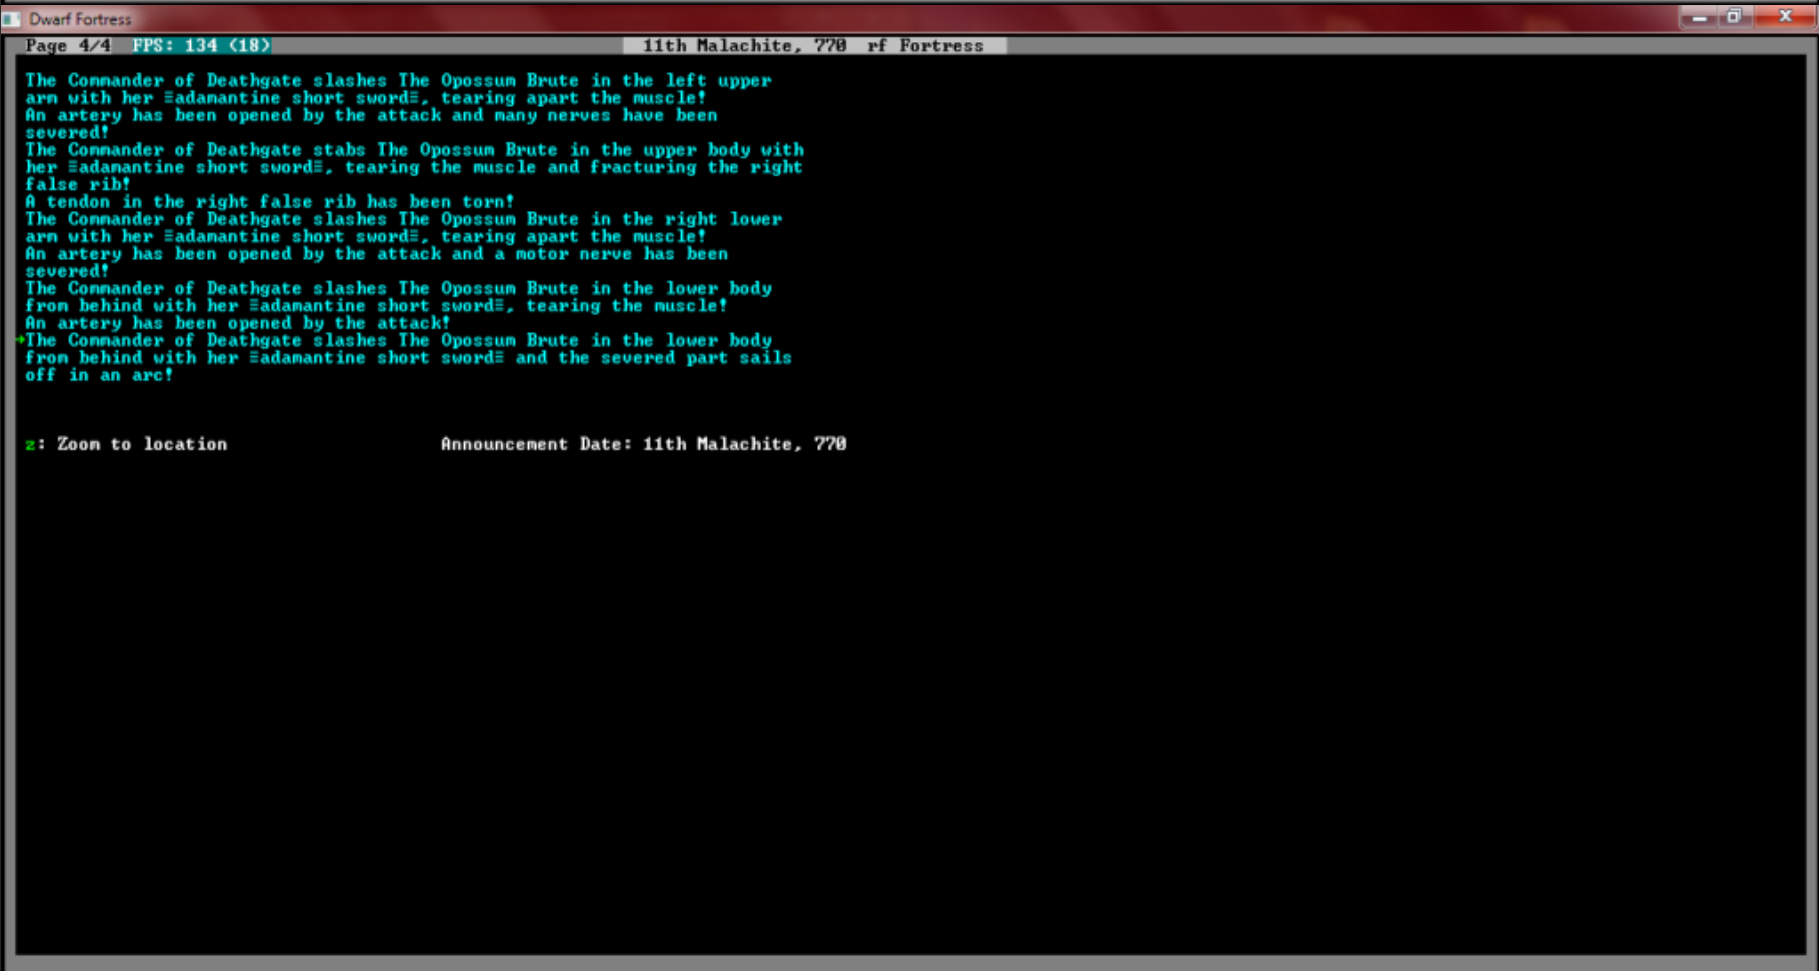 Dwarf Fortress
Page 4/4 FPS: 134 (18) 11th Malachite, 770 rf Fortress
The Commander of Deathgate slashes The Opossum Brute in the left upper
arm with her ≡adamantine short sword≡, tearing apart the muscle!
An artery has been opened by the attack and many nerves have been
severed!
The Commander of Deathgate stabs The Opossum Brute in the upper body with
her ≡adamantine short sword≡, tearing the muscle and fracturing the right
false rib!
A tendon in the right false rib has been torn!
The Commander of Deathgate slashes The Opossum Brute in the right lower
arm with her ≡adamantine short sword≡, tearing apart the muscle!
An artery has been opened by the attack and a motor nerve has been
severed!
The Commander of Deathgate slashes The Opossum Brute in the lower body
from behind with her ≡adamantine short sword≡, tearing the muscle!
An artery has been opened by the attack!
The Commander of Deathgate slashes The Opossum Brute in the lower body
from behind with her ≡adamantine short sword≡ and the severed part sails
off in an arc!
z: Zoom to location Announcement Date: 11th Malachite, 770